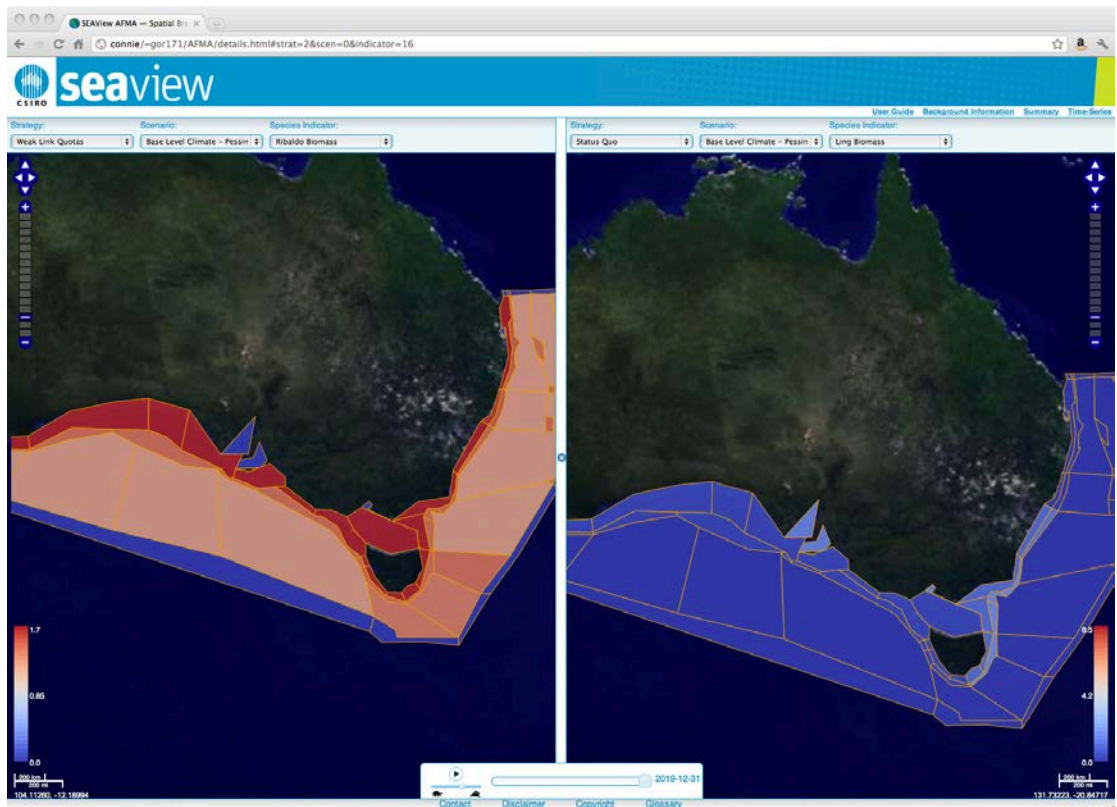 SEAView AFMA — Spatial Br
connie/~gor171/AFMA/details.html#strat=2&scen=0&indicator=16
CSIRO
seaview
User Guide Background Information Summary Time-Series
Strategy: Scenario: Species Indicator:
Weak Link Quotas Base Level Climate - Pessin Ribaldo Biomass
Strategy: Scenario: Species Indicator:
Status Quo Base Level Climate - Pessin Ling Biomass
1.7
0.85
0.0
200 km
200 mi
104.11260, -12.18994
4.2
0.0
200 km
200 mi
131.73223, -20.84717
2019-12-31
Contact Disclaimer Copyright Glossary